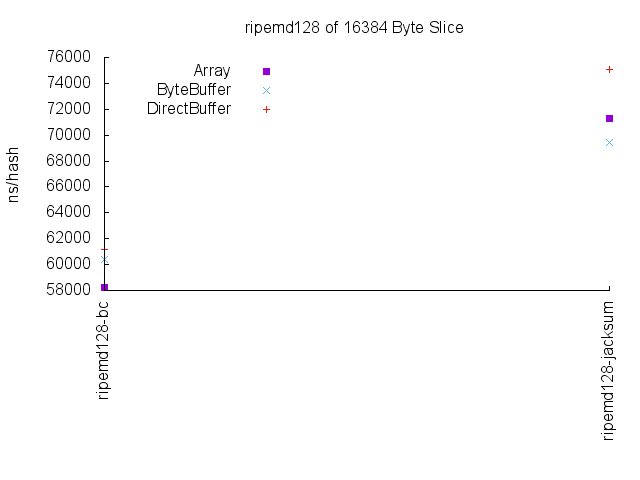 ripemd128 of 16384 Byte Slice
76000
74000
72000
70000
68000
66000
64000
62000
60000
58000
ns/hash
Array
ByteBuffer
DirectBuffer
ripemd128-bc
ripemd128-jacksum